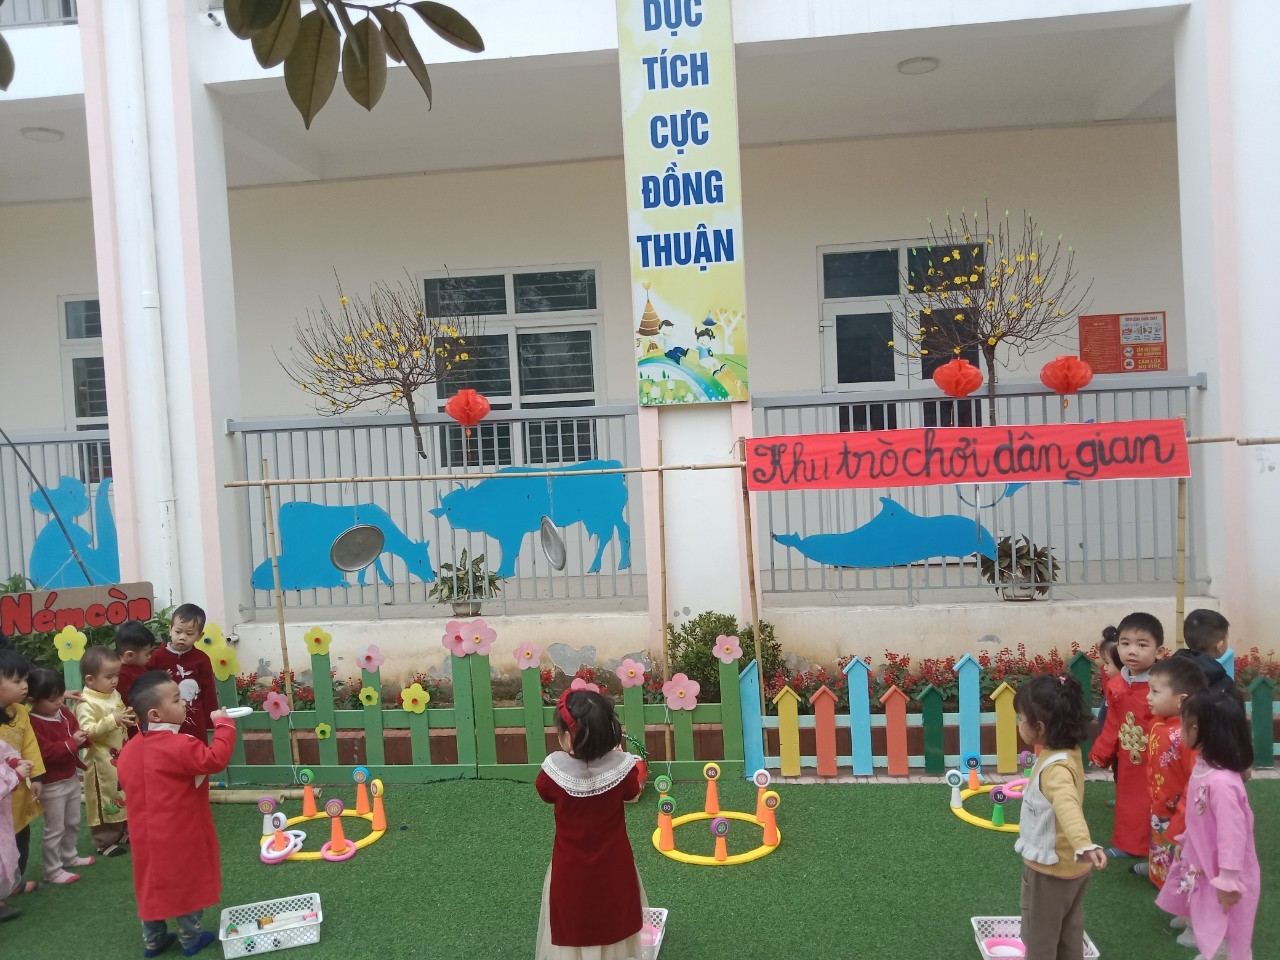 DỤC
TÍCH
CỰC
ĐỒNG
THUẬN
Khu trò chơi dân gian
Ném còn